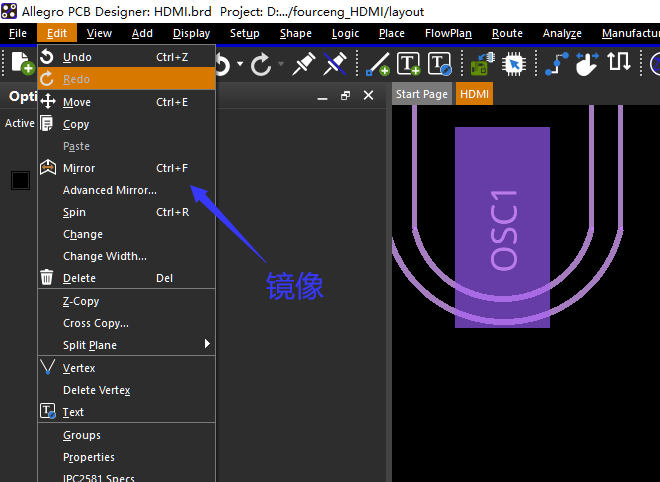 Allegro PCB Designer: HDMI.brd Project: D:.../fourceng_HDMI/layout
File Edit View Add Display Setup Shape Logic Place FlowPlan Route Analyze Manufactu
Opti
Active
Undo Ctrl+Z
Redo
Move Ctrl+E
Copy
Paste
Mirror Ctrl+F
Advanced Mirror...
Spin Ctrl+R
Change
Change Width...
Delete Del
Z-Copy
Cross Copy...
Split Plane
Vertex
Delete Vertex
Text
Groups
Properties
IPC2581 Specs
镜像
Start Page HDMI
OSC1